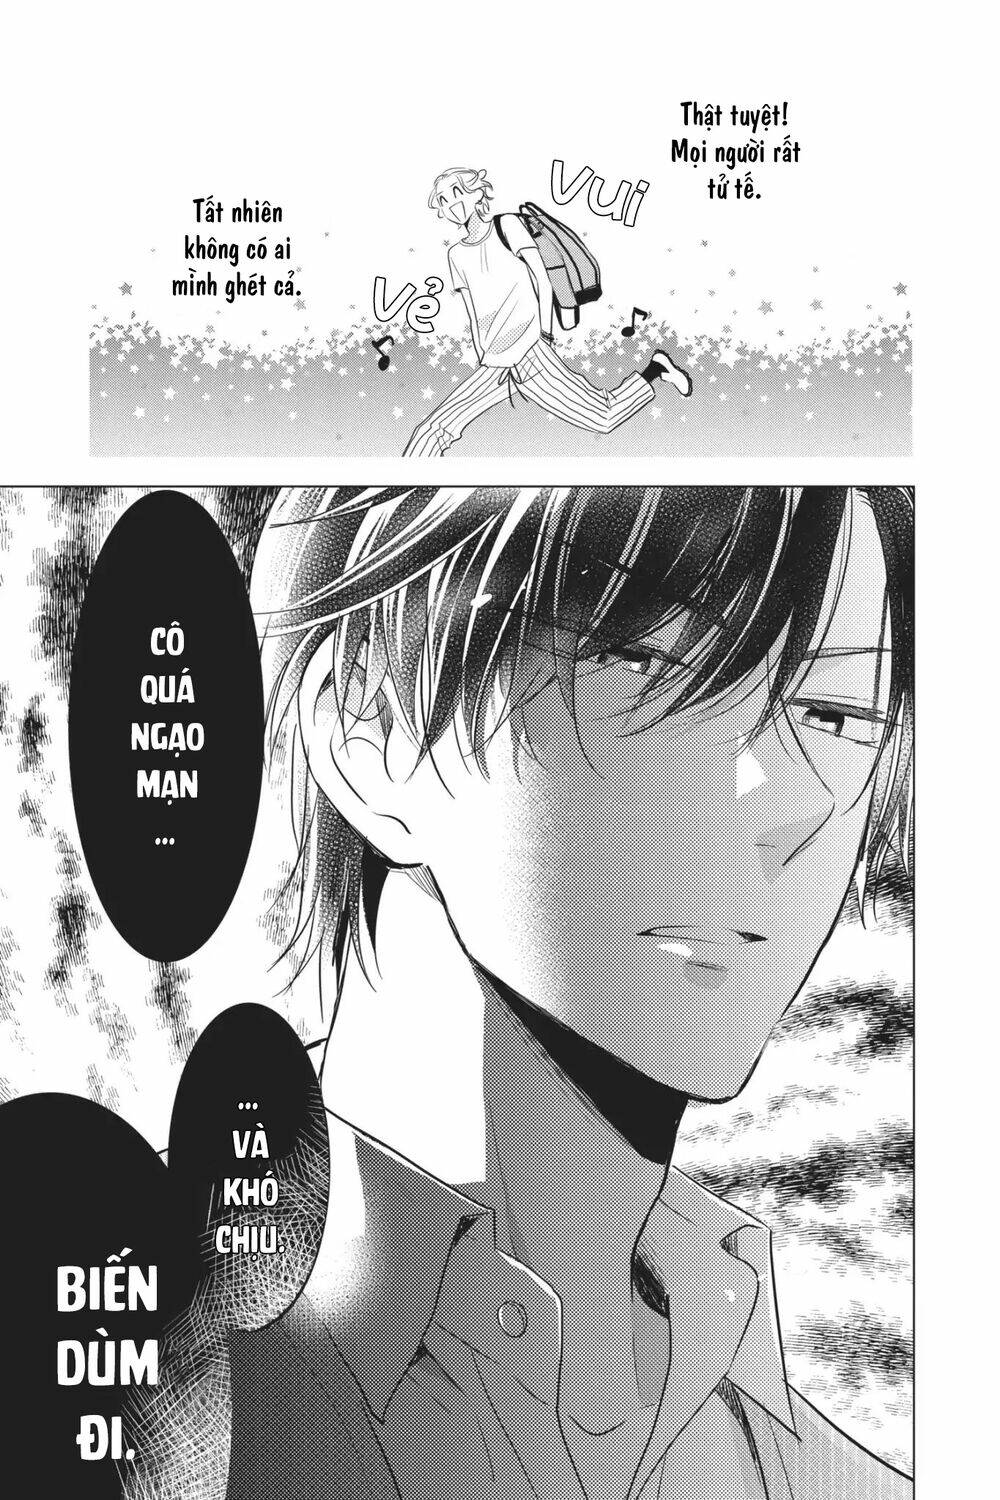 Thật tuyệt!
Mọi người rất
tử tế.
VUI
VẺ
Tất nhiên
không có ai
mình ghét cả.
CÔ
QUÁ
NGẠO
MẠN
...
...
VÀ
KHÓ
CHỊU.
BIẾN
DÙM
ĐI.